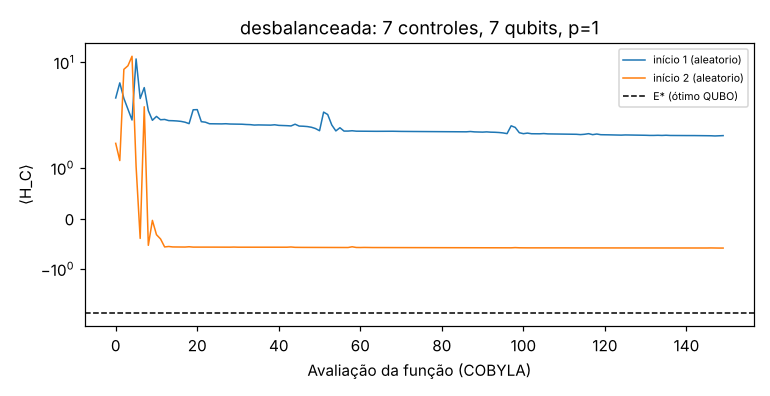 desbalanceada: 7 controles, 7 qubits, p=1
início 1 (aleatorio)
início 2 (aleatorio)
E* (ótimo QUBO)
⟨H_C⟩
10¹
10⁰
0
−10⁰
0 20 40 60 80 100 120 140
Avaliação da função (COBYLA)